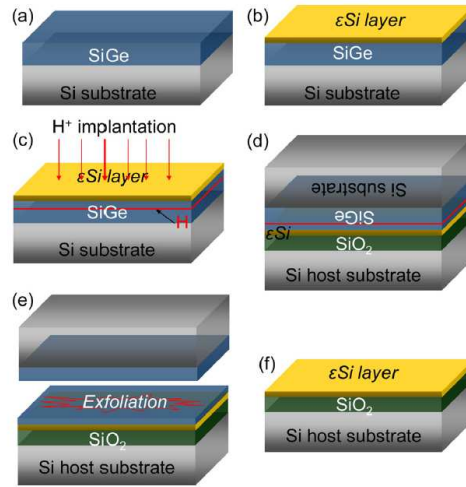 (a)
SiGe
Si substrate
(b)
εSi layer
SiGe
Si substrate
(c)
H⁺ implantation
εSi layer
SiGe
H
Si substrate
(d)
Si substrate
SiGe
εSi
SiO₂
Si host substrate
(e)
Exfoliation
SiO₂
Si host substrate
(f)
εSi layer
SiO₂
Si host substrate